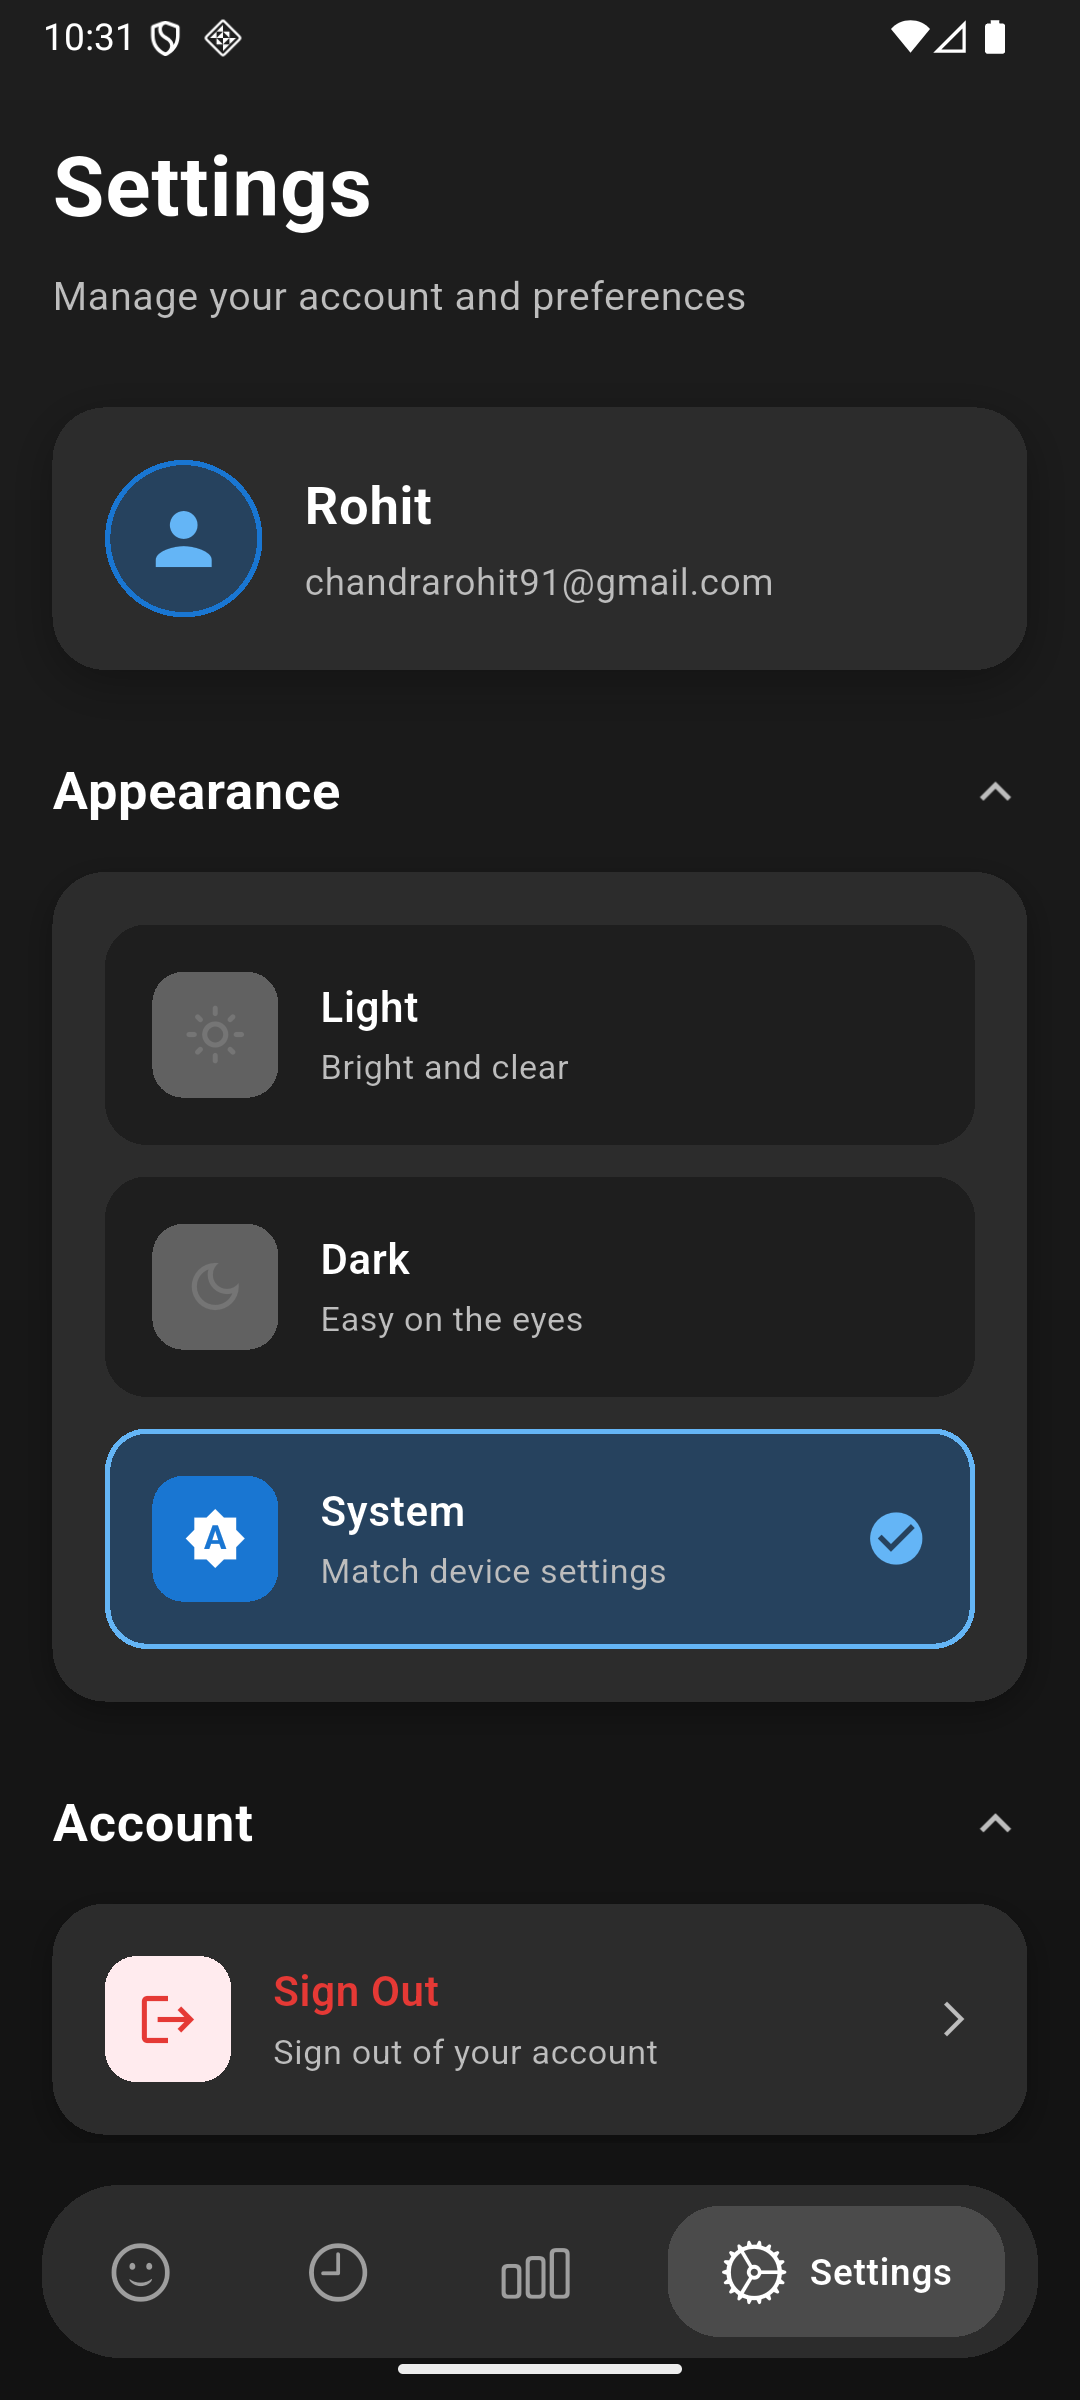 10:31
Settings
Manage your account and preferences
Rohit
chandrarohit91@gmail.com
Appearance
Light
Bright and clear
Dark
Easy on the eyes
A
System
Match device settings
Account
Sign Out
Sign out of your account
Settings